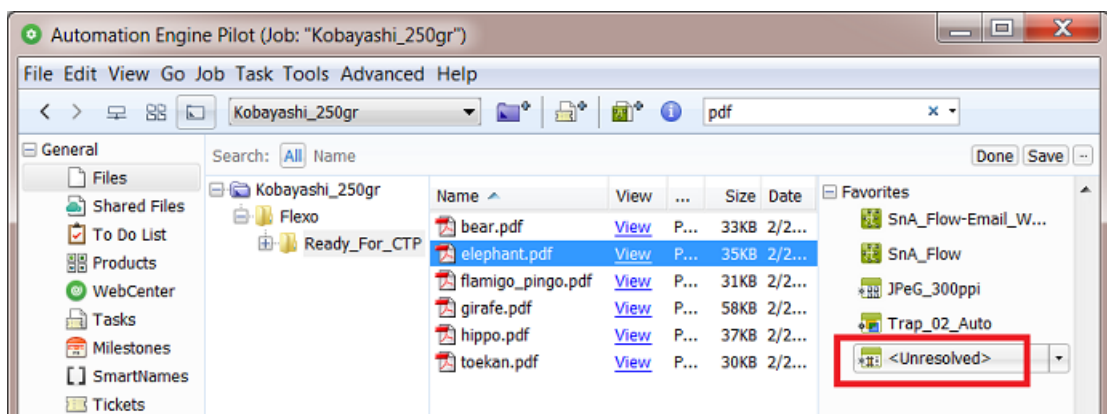 Automation Engine Pilot (Job: "Kobayashi_250gr")
File Edit View Go Job Task Tools Advanced Help
Kobayashi_250gr
pdf
Search: All Name
Done Save
General
Files
Shared Files
To Do List
Products
WebCenter
Tasks
Milestones
SmartNames
Tickets
Kobayashi_250gr
Flexo
Ready_For_CTP
Name View ... Size Date
bear.pdf View P... 33KB 2/2...
elephant.pdf View P... 35KB 2/2...
flamigo_pingo.pdf View P... 31KB 2/2...
girafe.pdf View P... 58KB 2/2...
hippo.pdf View P... 37KB 2/2...
toekan.pdf View P... 30KB 2/2...
Favorites
SnA_Flow-Email_W...
SnA_Flow
JPeG_300ppi
Trap_02_Auto
<Unresolved>